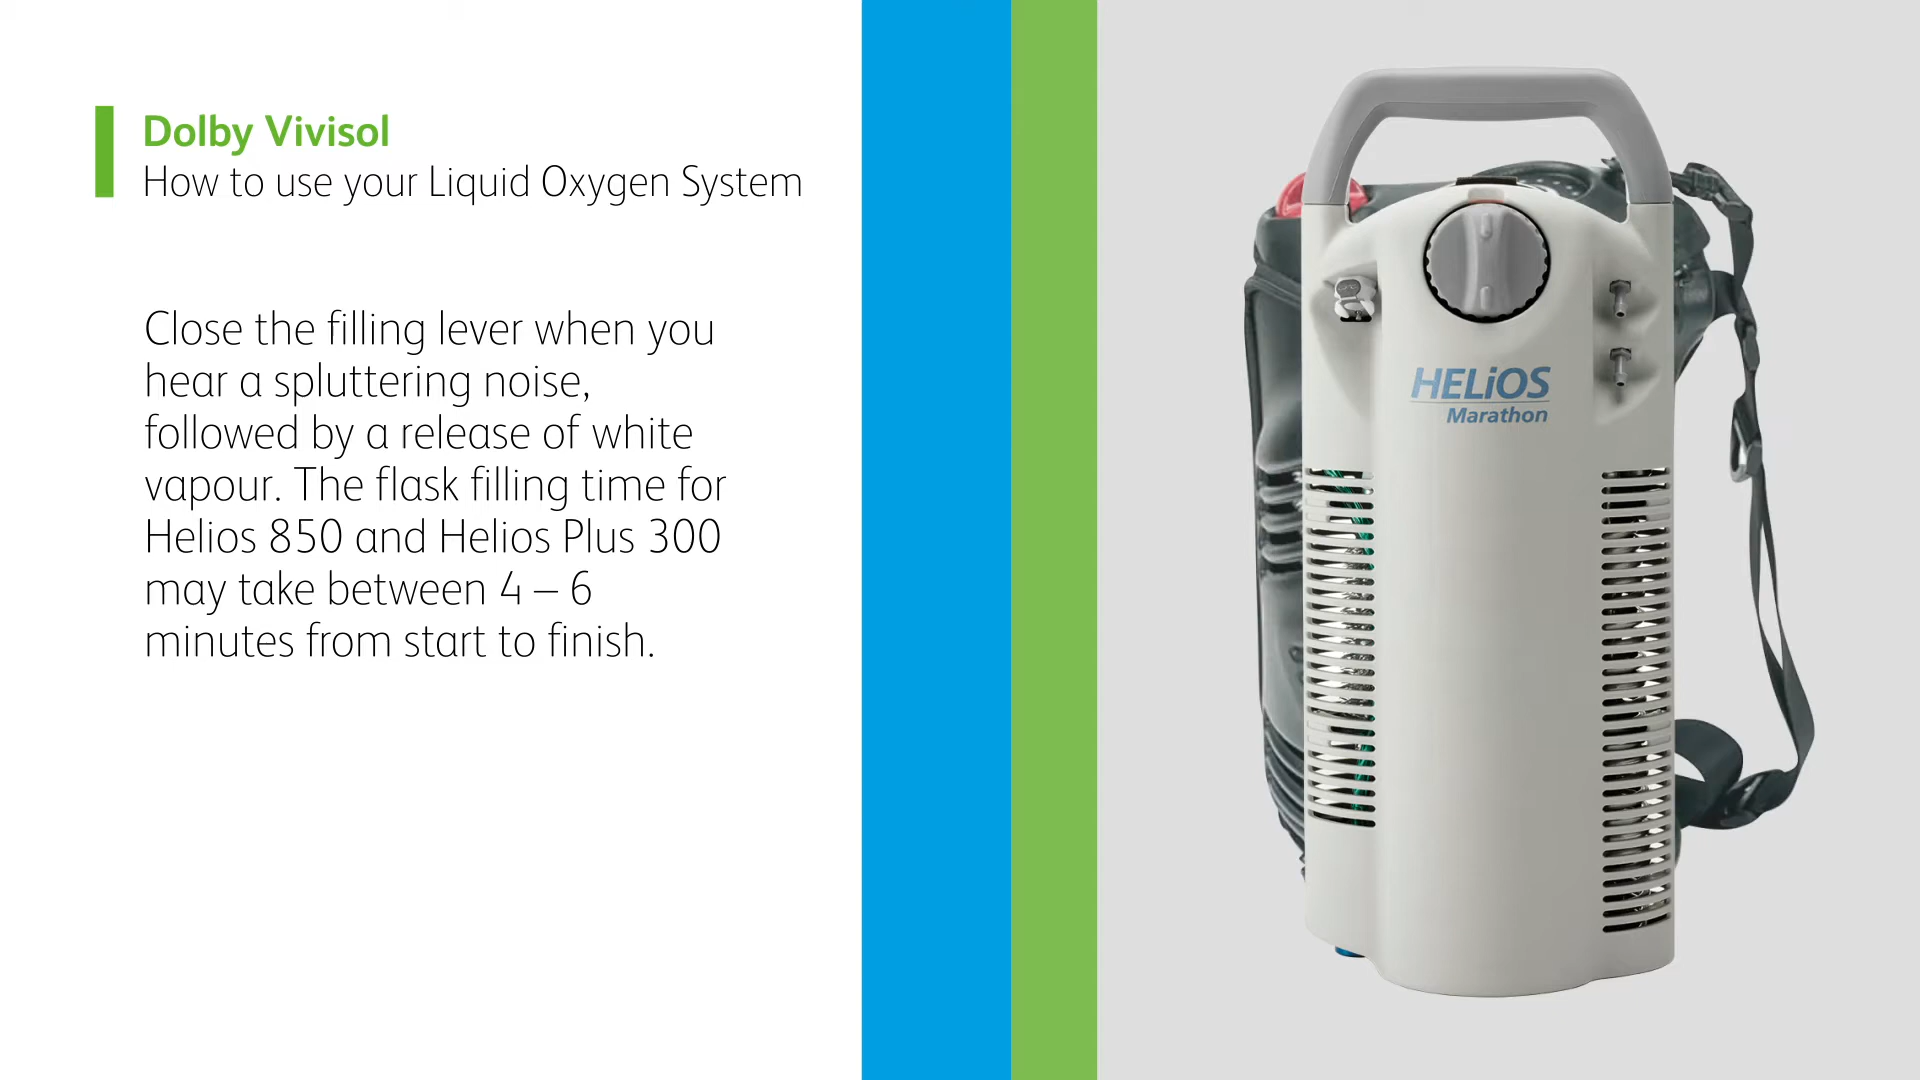 Dolby Vivisol
How to use your Liquid Oxygen System
Close the filling lever when you
hear a spluttering noise,
followed by a release of white
vapour. The flask filling time for
Helios 850 and Helios Plus 300
may take between 4 – 6
minutes from start to finish.
HELiOS
Marathon